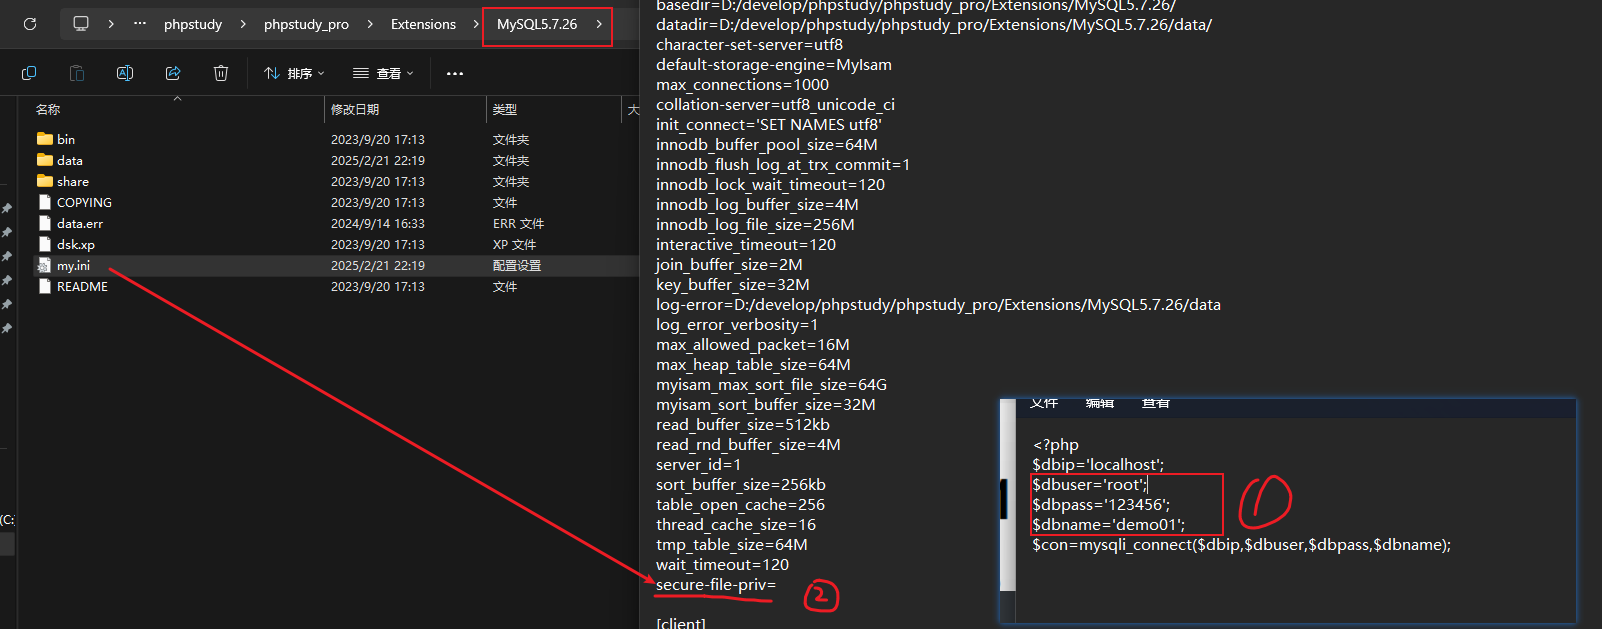 phpstudy > phpstudy_pro > Extensions > MySQL5.7.26 >
排序 查看
名称 修改日期 类型 大
bin 2023/9/20 17:13 文件夹
data 2025/2/21 22:19 文件夹
share 2023/9/20 17:13 文件夹
COPYING 2023/9/20 17:13 文件
data.err 2024/9/14 16:33 ERR 文件
dsk.xp 2023/9/20 17:13 XP 文件
my.ini 2025/2/21 22:19 配置设置
README 2023/9/20 17:13 文件
(C:
basedir=D:/develop/phpstudy/phpstudy_pro/Extensions/MySQL5.7.26/
datadir=D:/develop/phpstudy/phpstudy_pro/Extensions/MySQL5.7.26/data/
character-set-server=utf8
default-storage-engine=MyIsam
max_connections=1000
collation-server=utf8_unicode_ci
init_connect='SET NAMES utf8'
innodb_buffer_pool_size=64M
innodb_flush_log_at_trx_commit=1
innodb_lock_wait_timeout=120
innodb_log_buffer_size=4M
innodb_log_file_size=256M
interactive_timeout=120
join_buffer_size=2M
key_buffer_size=32M
log-error=D:/develop/phpstudy/phpstudy_pro/Extensions/MySQL5.7.26/data
log_error_verbosity=1
max_allowed_packet=16M
max_heap_table_size=64M
myisam_max_sort_file_size=64G
myisam_sort_buffer_size=32M
read_buffer_size=512kb
read_rnd_buffer_size=4M
server_id=1
sort_buffer_size=256kb
table_open_cache=256
thread_cache_size=16
tmp_table_size=64M
wait_timeout=120
secure-file-priv=
2
[client]
文件 编辑 查看
<?php
$dbip='localhost';
$dbuser='root';
$dbpass='123456';
$dbname='demo01';
1
$con=mysqli_connect($dbip,$dbuser,$dbpass,$dbname);